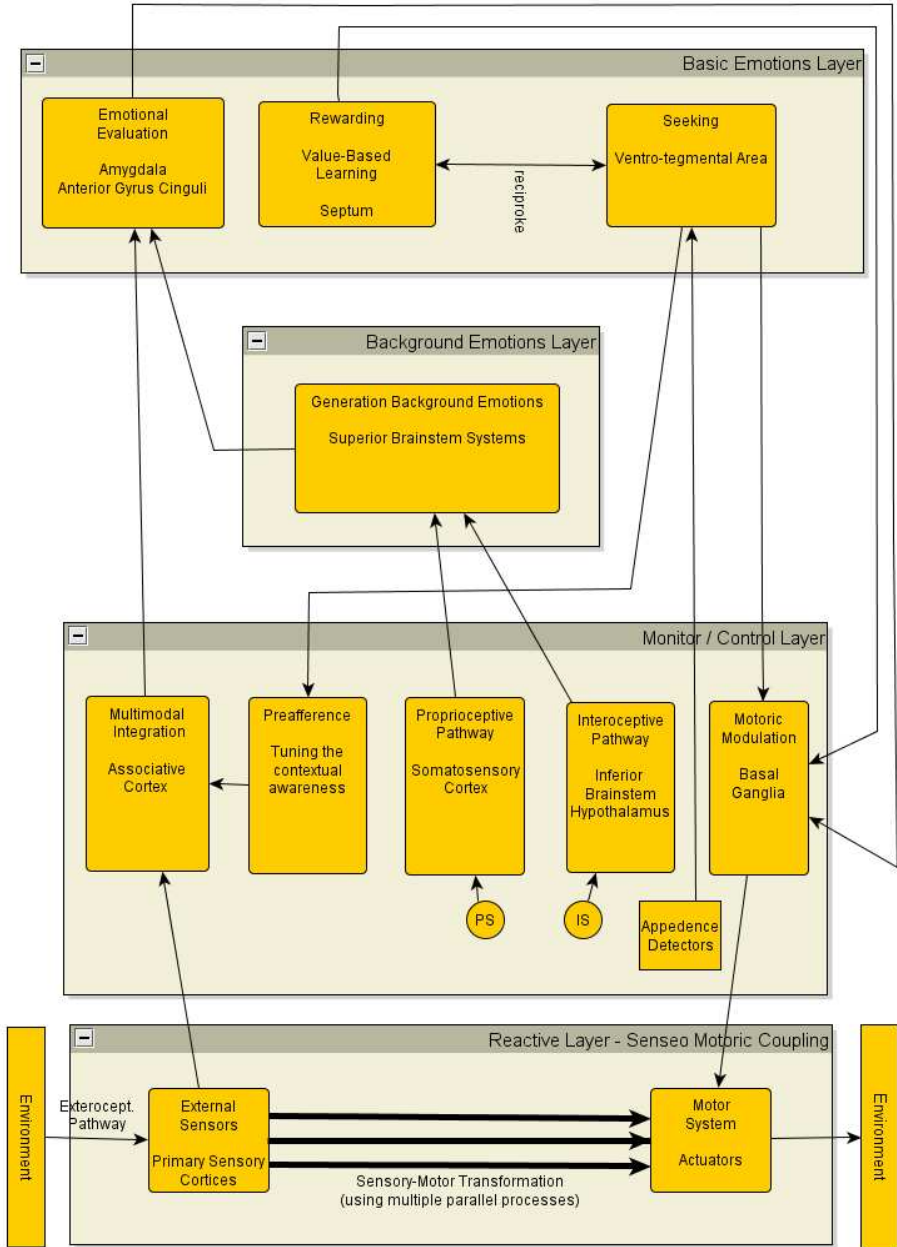 Basic Emotions Layer
Emotional
Evaluation
Amygdala
Anterior Gyrus Cinguli
Rewarding
Value-Based
Learning
Septum
reciproke
Seeking
Ventro-tegmental Area
Background Emotions Layer
Generation Background Emotions
Superior Brainstem Systems
Monitor / Control Layer
Multimodal
Integration
Associative
Cortex
Preafference
Tuning the
contextual
awareness
Proprioceptive
Pathway
Somatosensory
Cortex
Interoceptive
Pathway
Inferior
Brainstem
Hypothalamus
Motoric
Modulation
Basal
Ganglia
PS
IS
Appedence
Detectors
Reactive Layer - Senseo Motoric Coupling
Environment
Exterocept.
Pathway
External
Sensors
Primary Sensory
Cortices
Sensory-Motor Transformation
(using multiple parallel processes)
Motor
System
Actuators
Environment